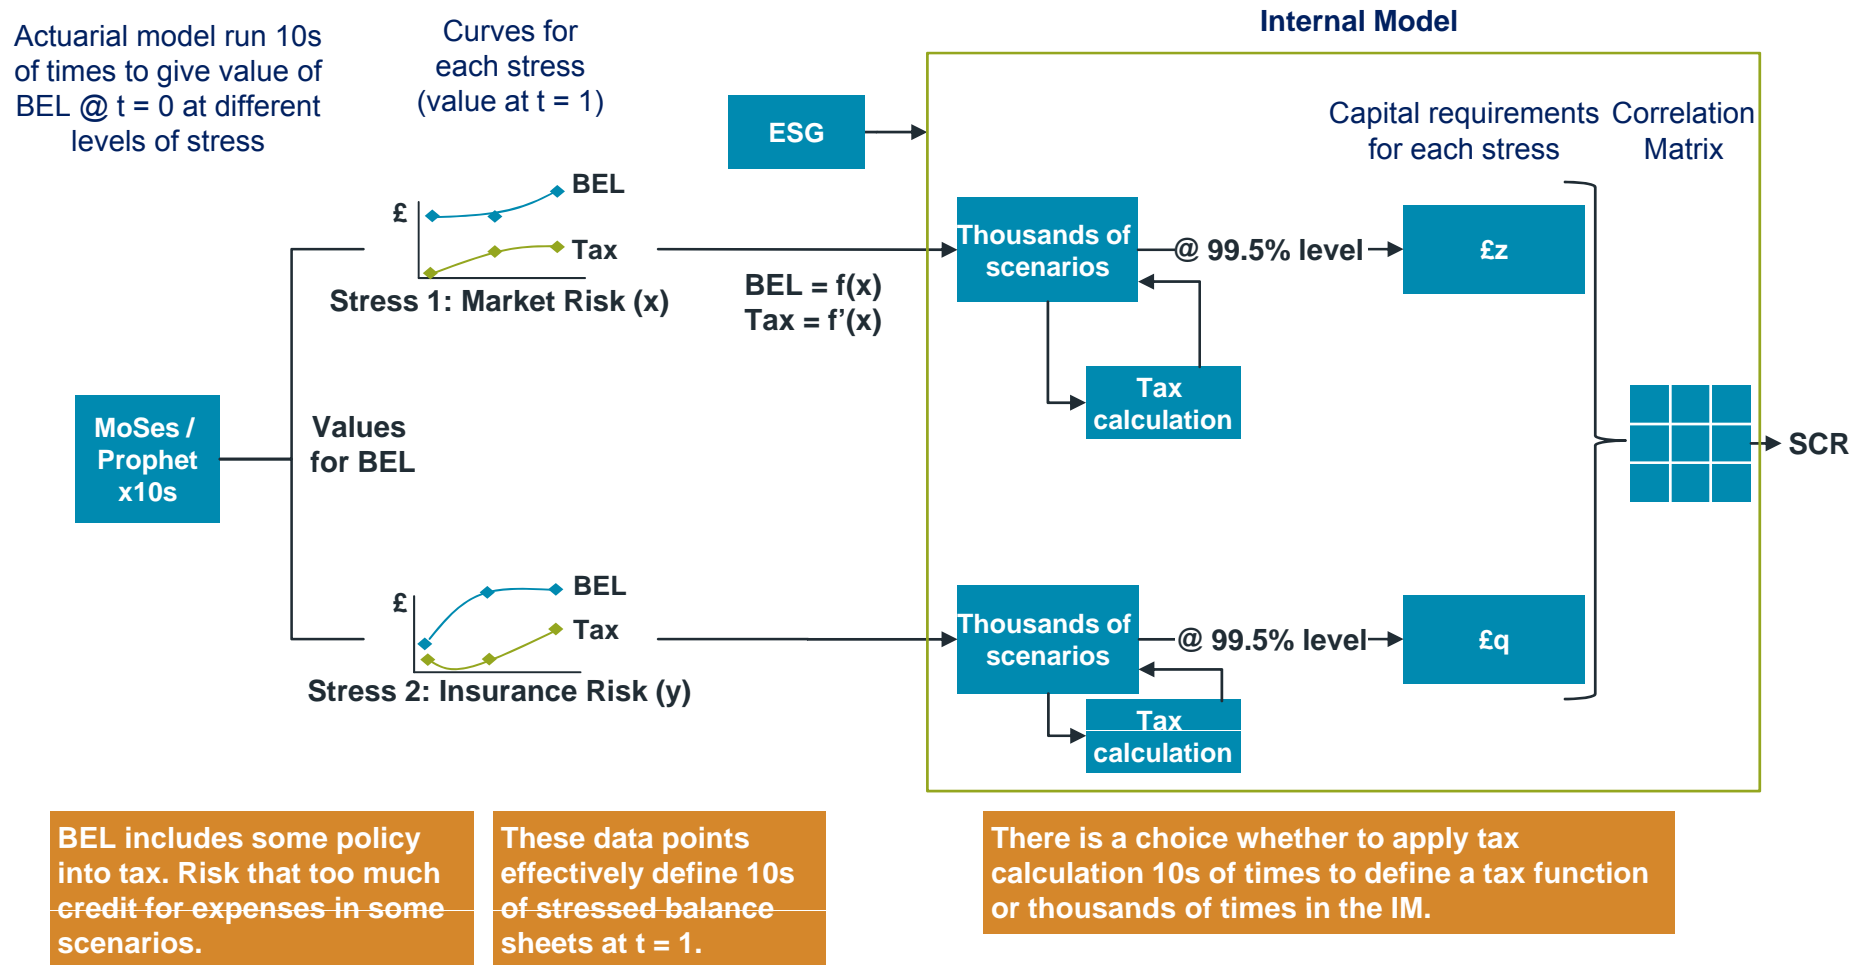 Internal Model
Actuarial model run 10s
of times to give value of
BEL @ t = 0 at different
levels of stress
Curves for
each stress
(value at t = 1)
ESG
Capital requirements
for each stress
Correlation
Matrix
£
BEL
Tax
Stress 1: Market Risk (x)
BEL = f(x)
Tax = f’(x)
Thousands of
scenarios
@ 99.5% level
£z
Tax
calculation
MoSes /
Prophet
x10s
Values
for BEL
SCR
£
BEL
Tax
Stress 2: Insurance Risk (y)
Thousands of
scenarios
@ 99.5% level
£q
Tax
calculation
BEL includes some policy
into tax. Risk that too much
credit for expenses in some
scenarios.
These data points
effectively define 10s
of stressed balance
sheets at t = 1.
There is a choice whether to apply tax
calculation 10s of times to define a tax function
or thousands of times in the IM.